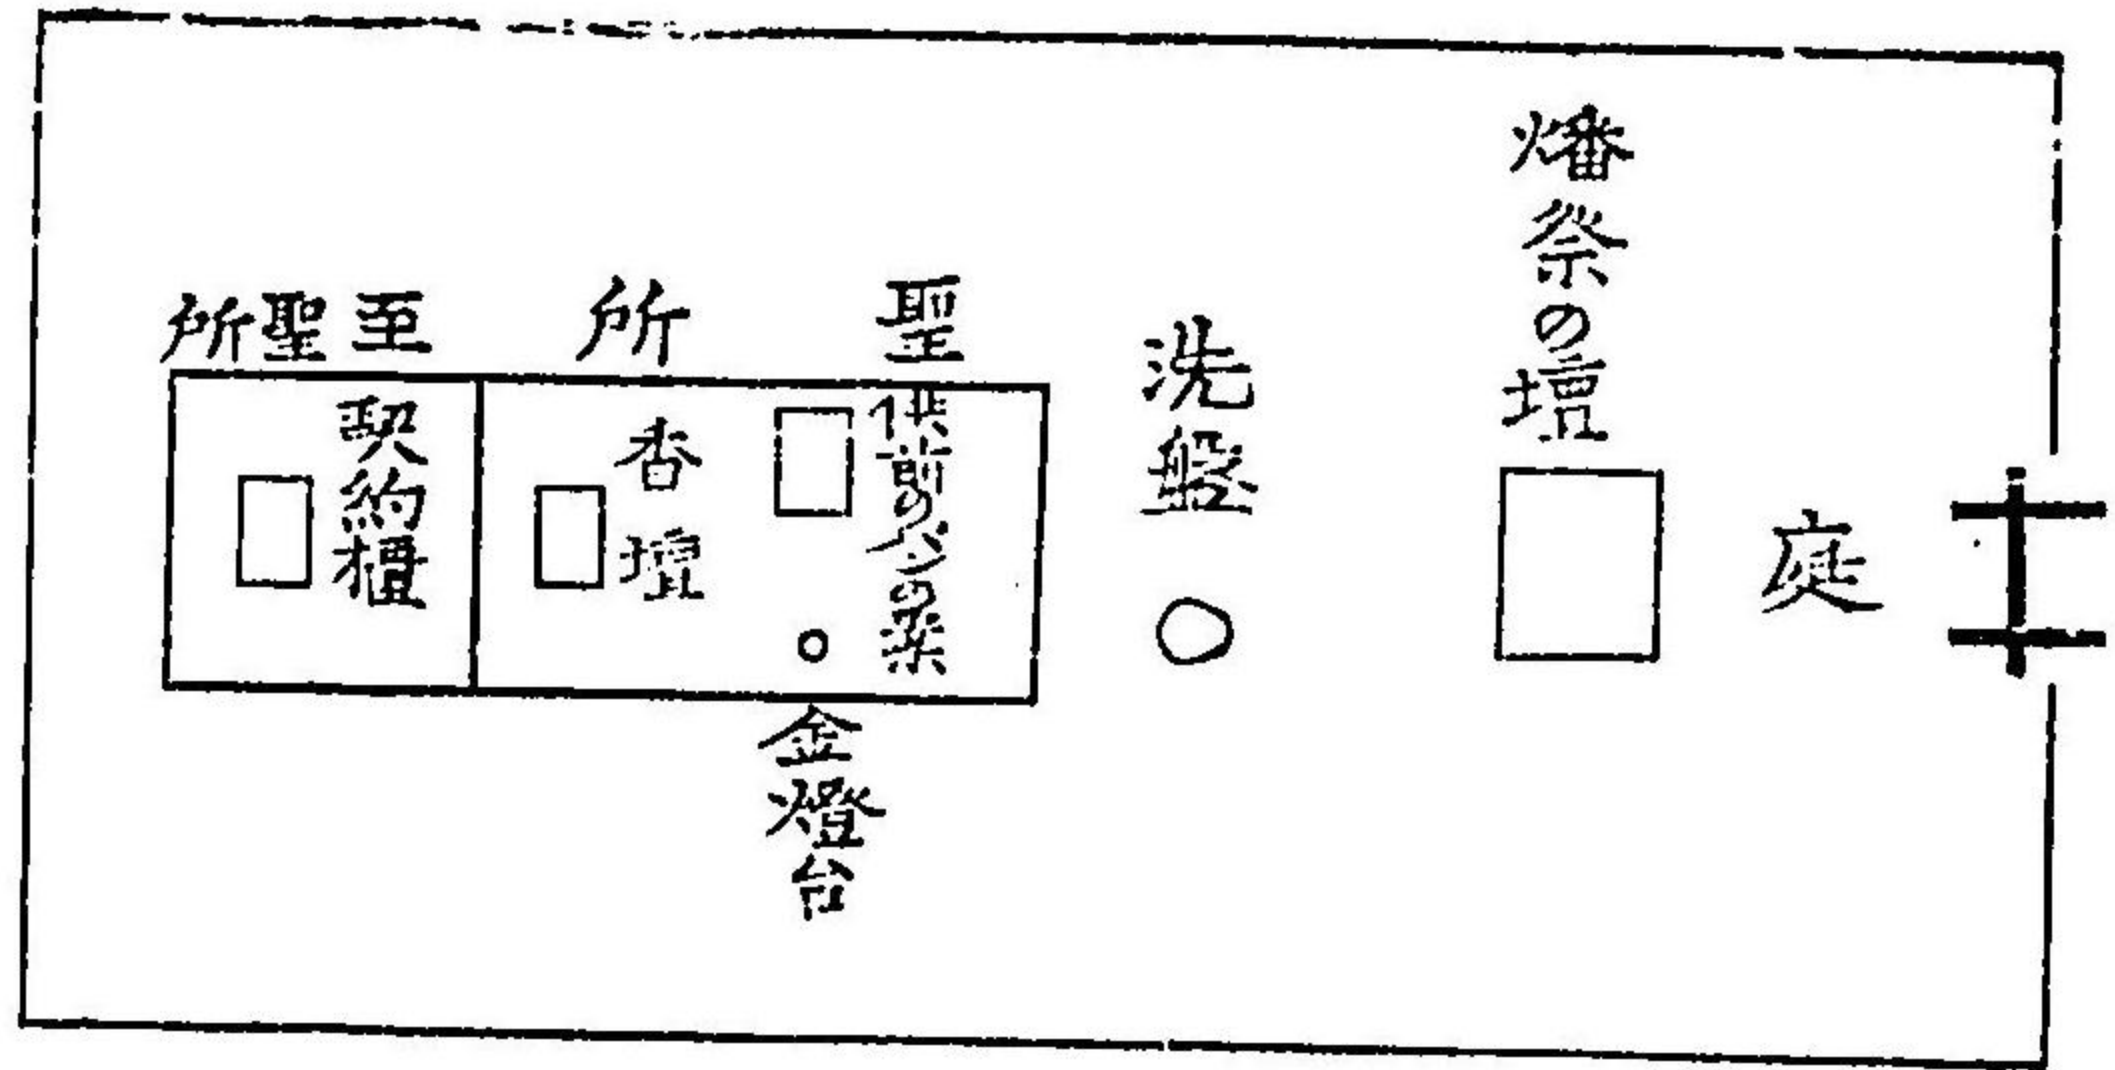 庭
燔祭の壇
洗盤
聖所
供前のパンの案
金燈台
香壇
至聖所
契約櫃